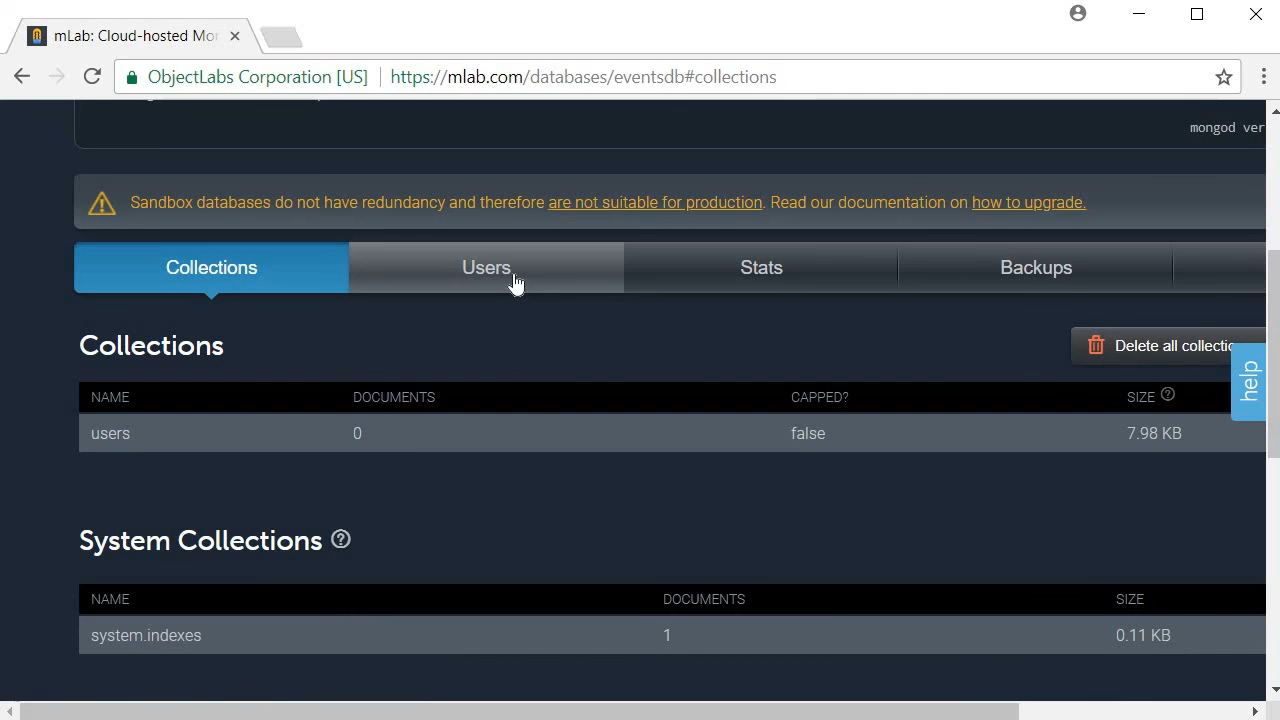 mLab: Cloud-hosted Mor
ObjectLabs Corporation [US]
https://mlab.com/databases/eventsdb#collections
mongod ver
Sandbox databases do not have redundancy and therefore are not suitable for production. Read our documentation on how to upgrade.
Collections Users Stats Backups
Collections
Delete all collectio
help
NAME DOCUMENTS CAPPED? SIZE ?
users 0 false 7.98 KB
System Collections ?
NAME DOCUMENTS SIZE
system.indexes 1 0.11 KB